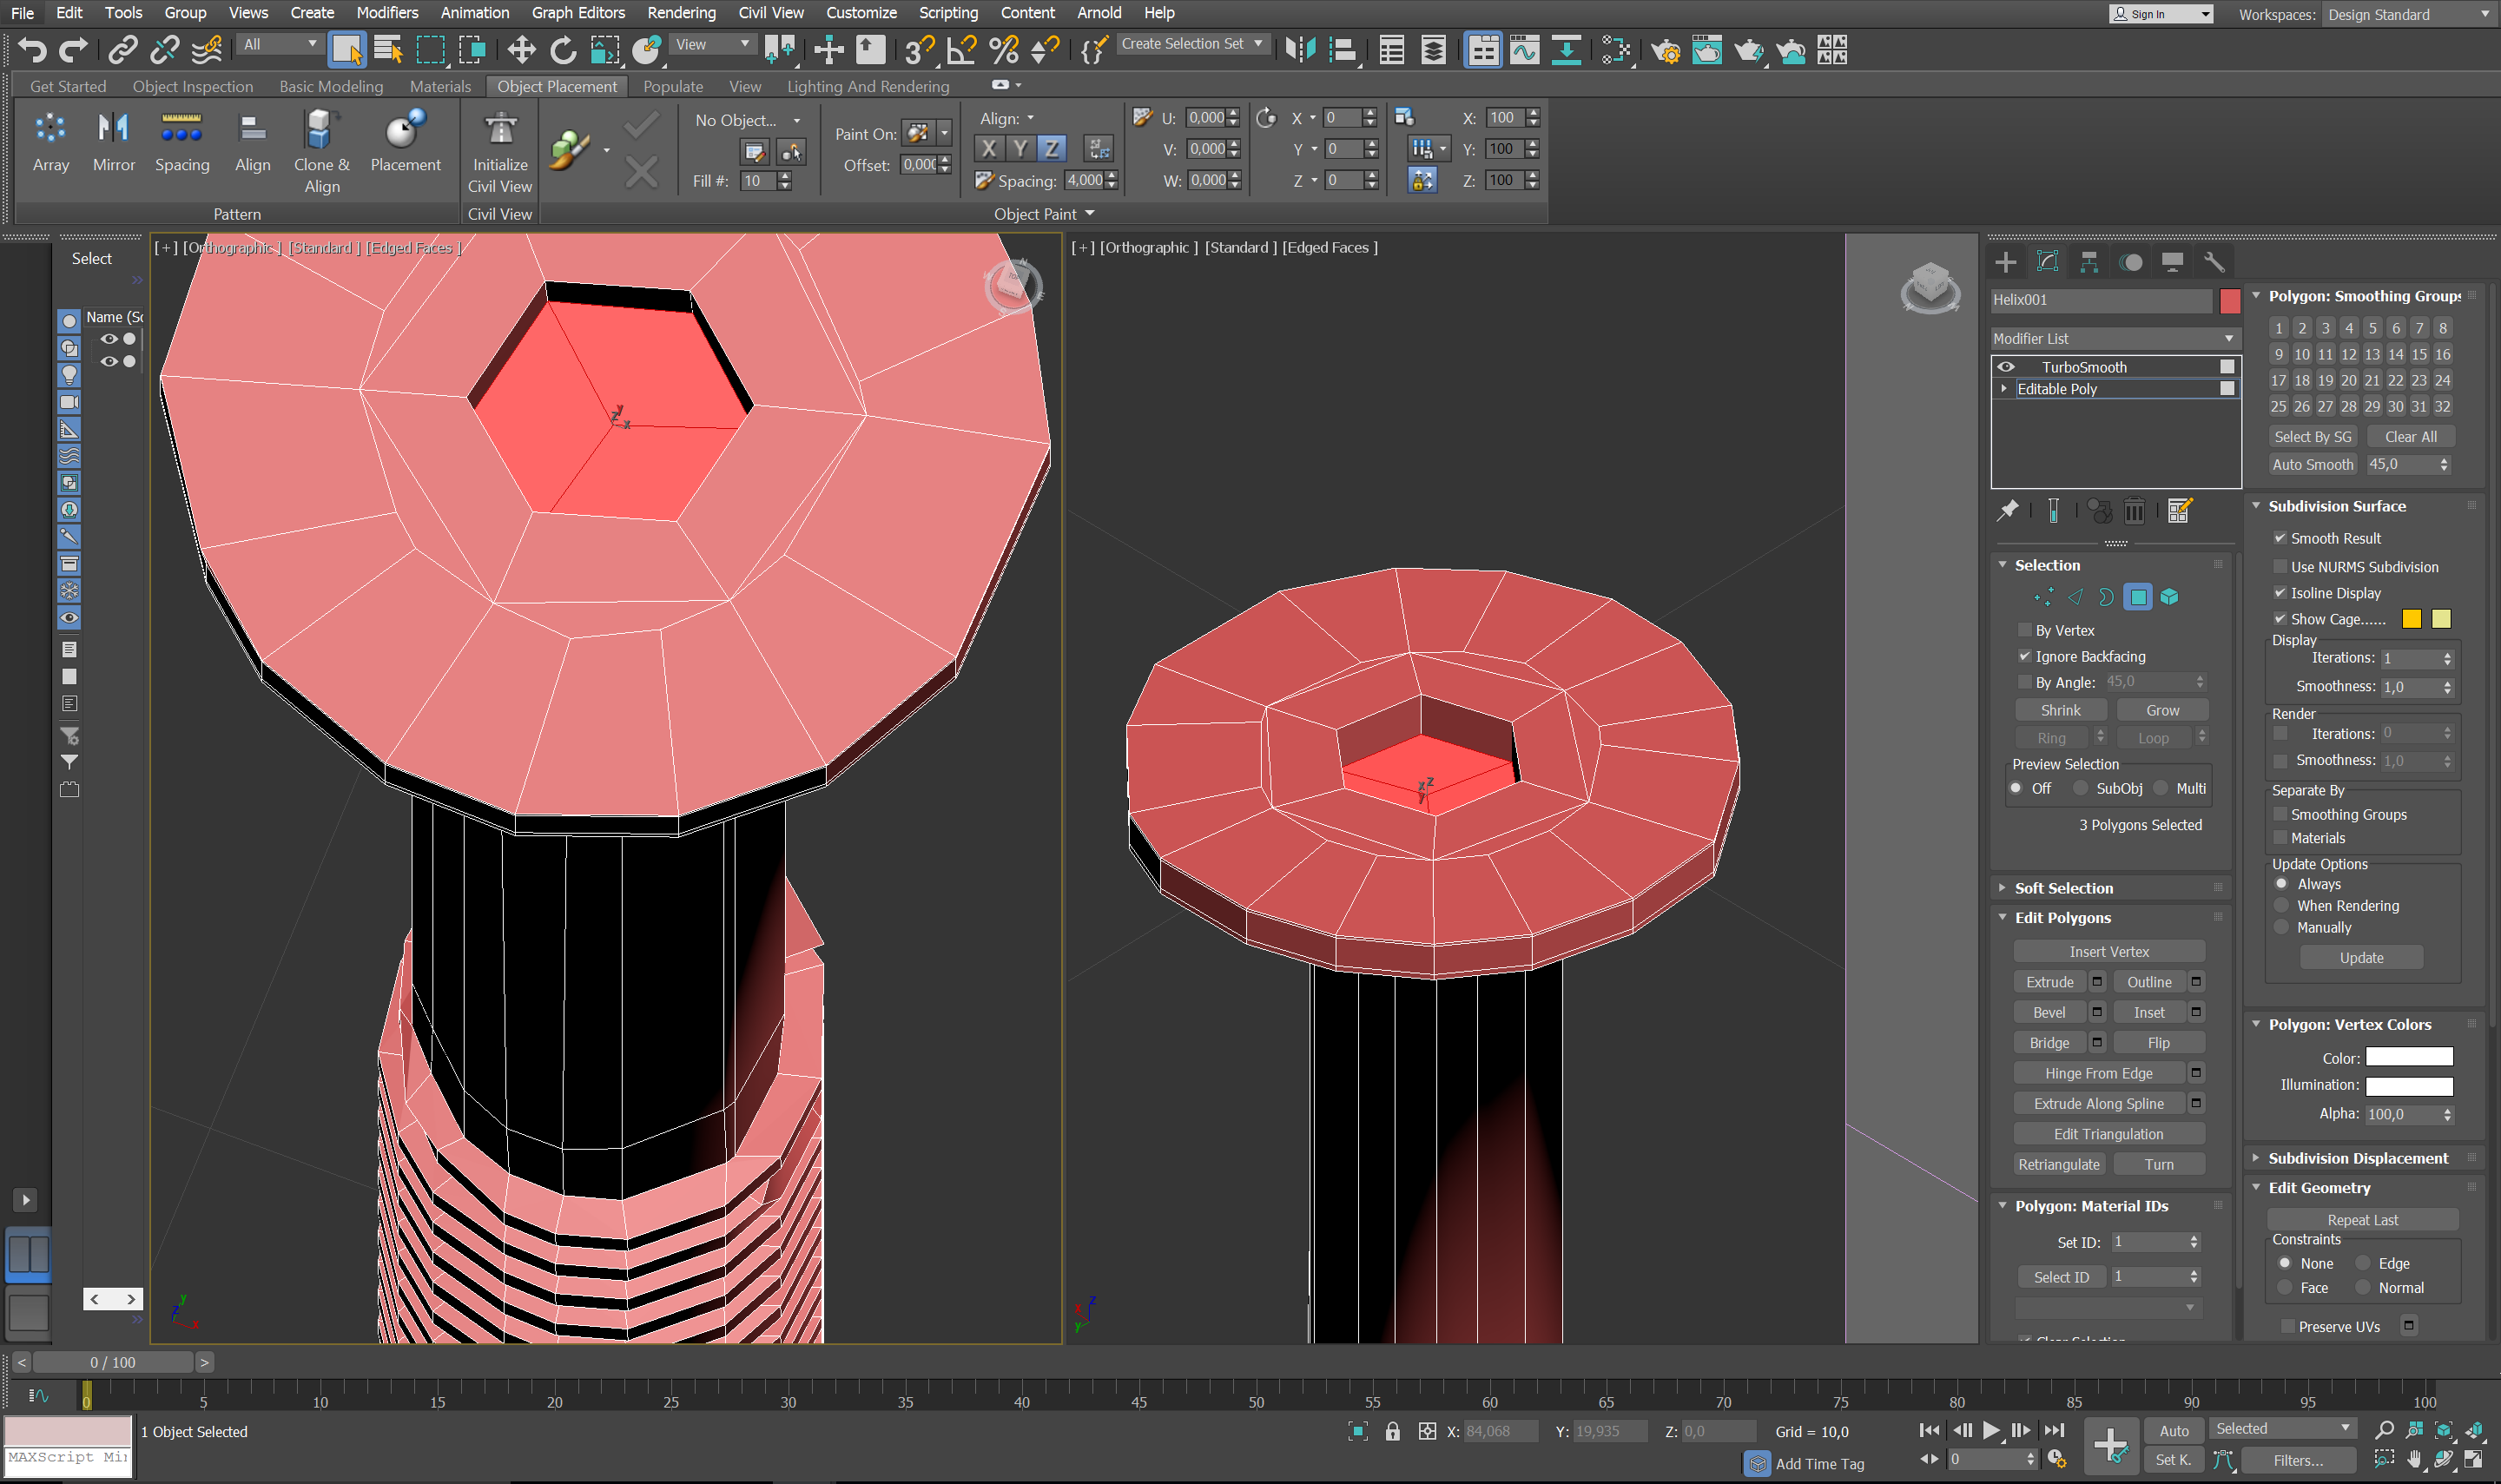 File Edit Tools Group Views Create Modifiers Animation Graph Editors Rendering Civil View Customize Scripting Content Arnold Help
Sign In Workspaces: Design Standard
All View Create Selection Set
Get Started Object Inspection Basic Modeling Materials Object Placement Populate View Lighting And Rendering
Array Mirror Spacing Align Clone & Align Placement
Pattern
Initialize Civil View
Civil View
No Object...
Fill #: 10
Paint On:
Offset: 0,000
Align:
X Y Z
Spacing: 4,000
U: 0,000
V: 0,000
W: 0,000
X 0
Y 0
Z 0
X: 100
Y: 100
Z: 100
Object Paint
Select
Name (Sc
[+] [Orthographic ] [Standard ] [Edged Faces ]
[+] [Orthographic ] [Standard ] [Edged Faces ]
Helix001
Modifier List
TurboSmooth
Editable Poly
Selection
By Vertex
Ignore Backfacing
By Angle: 45,0
Shrink Grow
Ring Loop
Preview Selection
Off SubObj Multi
3 Polygons Selected
Soft Selection
Edit Polygons
Insert Vertex
Extrude Outline
Bevel Inset
Bridge Flip
Hinge From Edge
Extrude Along Spline
Edit Triangulation
Retriangulate Turn
Polygon: Material IDs
Set ID: 1
Select ID 1
Polygon: Smoothing Groups
1 2 3 4 5 6 7 8
9 10 11 12 13 14 15 16
17 18 19 20 21 22 23 24
25 26 27 28 29 30 31 32
Select By SG Clear All
Auto Smooth 45,0
Subdivision Surface
Smooth Result
Use NURMS Subdivision
Isoline Display
Show Cage......
Display
Iterations: 1
Smoothness: 1,0
Render
Iterations: 0
Smoothness: 1,0
Separate By
Smoothing Groups
Materials
Update Options
Always
When Rendering
Manually
Update
Polygon: Vertex Colors
Color:
Illumination:
Alpha: 100,0
Subdivision Displacement
Edit Geometry
Repeat Last
Constraints
None Edge
Face Normal
Preserve UVs
0 / 100
0 5 10 15 20 25 30 35 40 45 50 55 60 65 70 75 80 85 90 95 100
1 Object Selected
MAXScript Mi
X: 84,068 Y: 19,935 Z: 0,0 Grid = 10,0
Add Time Tag
0
Auto Selected
Set K. Filters...